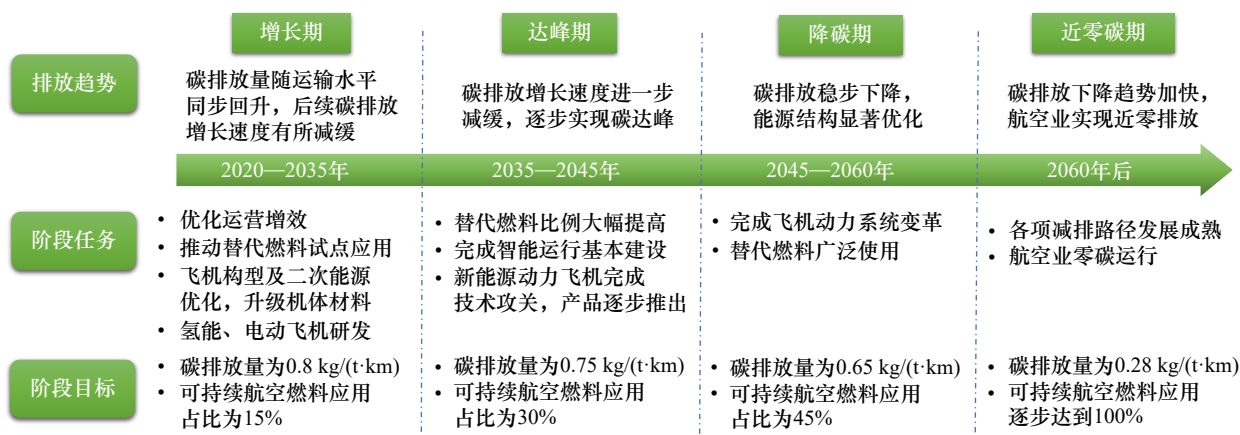 增长期
达峰期
降碳期
近零碳期
排放趋势
碳排放量随运输水平
同步回升，后续碳排放
增长速度有所减缓
碳排放增长速度进一步
减缓，逐步实现碳达峰
碳排放稳步下降，
能源结构显著优化
碳排放下降趋势加快，
航空业实现近零排放
2020—2035年
2035—2045年
2045—2060年
2060年后
阶段任务
• 优化运营增效
• 推动替代燃料试点应用
• 飞机构型及二次能源
优化，升级机体材料
• 氢能、电动飞机研发
• 替代燃料比例大幅提高
• 完成智能运行基本建设
• 新能源动力飞机完成
技术攻关，产品逐步推出
• 完成飞机动力系统变革
• 替代燃料广泛使用
• 各项减排路径发展成熟
• 航空业零碳运行
阶段目标
• 碳排放量为0.8 kg/(t·km)
• 可持续航空燃料应用
占比为15%
• 碳排放量为0.75 kg/(t·km)
• 可持续航空燃料应用
占比为30%
• 碳排放量为0.65 kg/(t·km)
• 可持续航空燃料应用
占比为45%
• 碳排放量为0.28 kg/(t·km)
• 可持续航空燃料应用
逐步达到100%